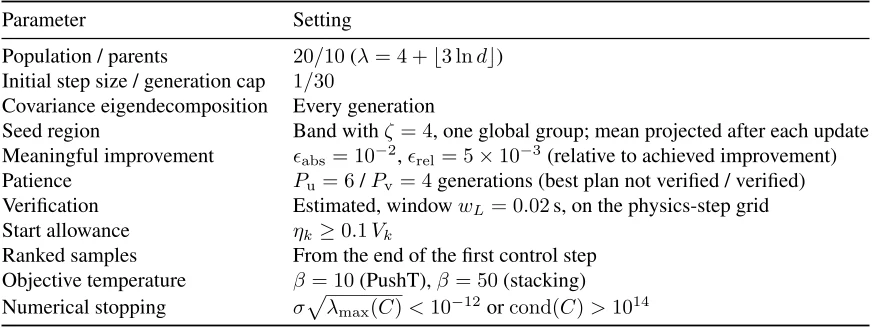 Parameter Setting
Population / parents 20/10 (λ = 4 + ⌊3 ln d⌋)
Initial step size / generation cap 1/30
Covariance eigendecomposition Every generation
Seed region Band with ζ = 4, one global group; mean projected after each update
Meaningful improvement ϵ_abs = 10⁻², ϵ_rel = 5 × 10⁻³ (relative to achieved improvement)
Patience P_u = 6 / P_v = 4 generations (best plan not verified / verified)
Verification Estimated, window w_L = 0.02 s, on the physics-step grid
Start allowance η_k ≥ 0.1 V_k
Ranked samples From the end of the first control step
Objective temperature β = 10 (PushT), β = 50 (stacking)
Numerical stopping σ√λ_max(C) < 10⁻¹² or cond(C) > 10¹⁴